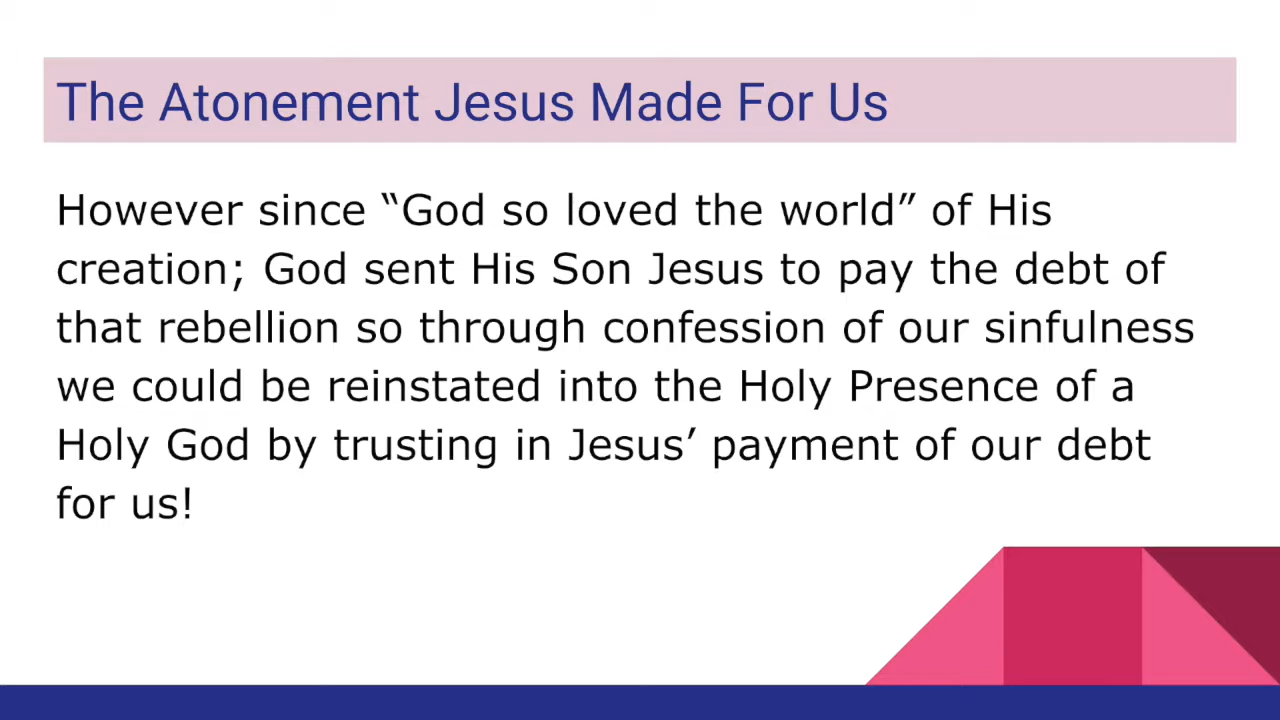 The Atonement Jesus Made For Us
However since “God so loved the world” of His
creation; God sent His Son Jesus to pay the debt of
that rebellion so through confession of our sinfulness
we could be reinstated into the Holy Presence of a
Holy God by trusting in Jesus’ payment of our debt
for us!